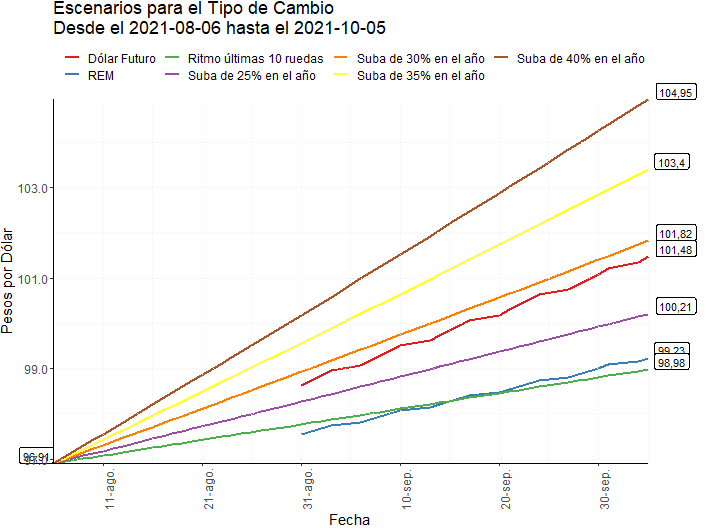 Escenarios para el Tipo de Cambio
Desde el 2021-08-06 hasta el 2021-10-05
Dólar Futuro
Ritmo últimas 10 ruedas
Suba de 30% en el año
Suba de 40% en el año
REM
Suba de 25% en el año
Suba de 35% en el año
104,95
103,4
101,82
101,48
100,21
99,23
98,98
103.0
101.0
99.0
96,91
Pesos por Dólar
11-ago.
21-ago.
31-ago.
10-sep.
20-sep.
30-sep.
Fecha